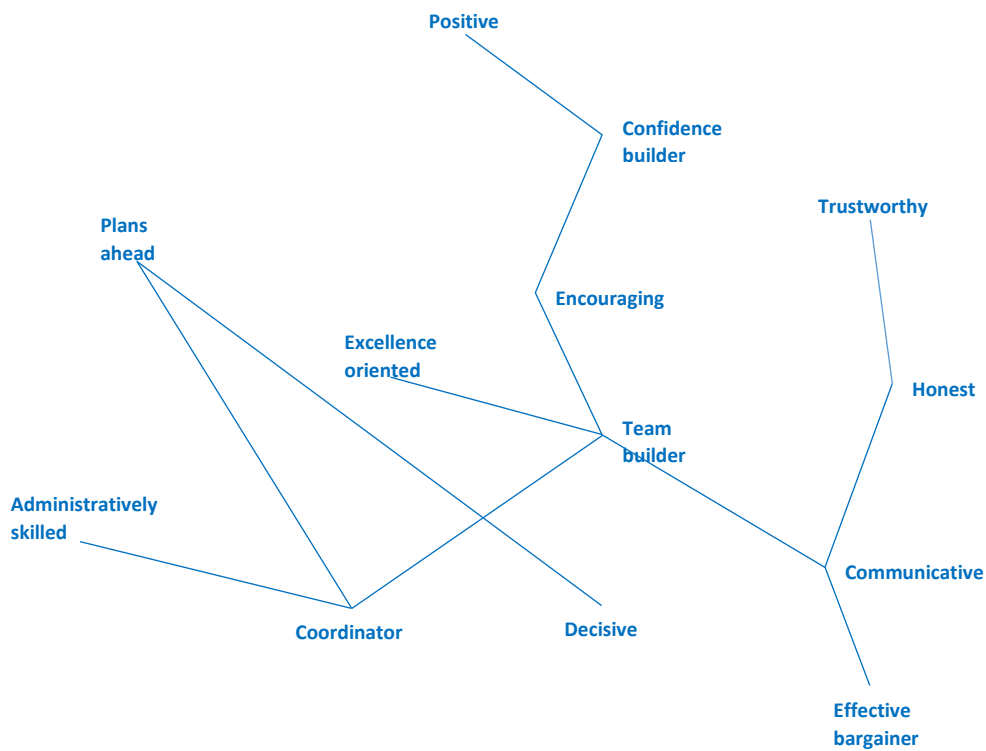 Positive
Confidence
builder
Trustworthy
Plans
ahead
Encouraging
Excellence
oriented
Honest
Team
builder
Administratively
skilled
Communicative
Coordinator
Decisive
Effective
bargainer